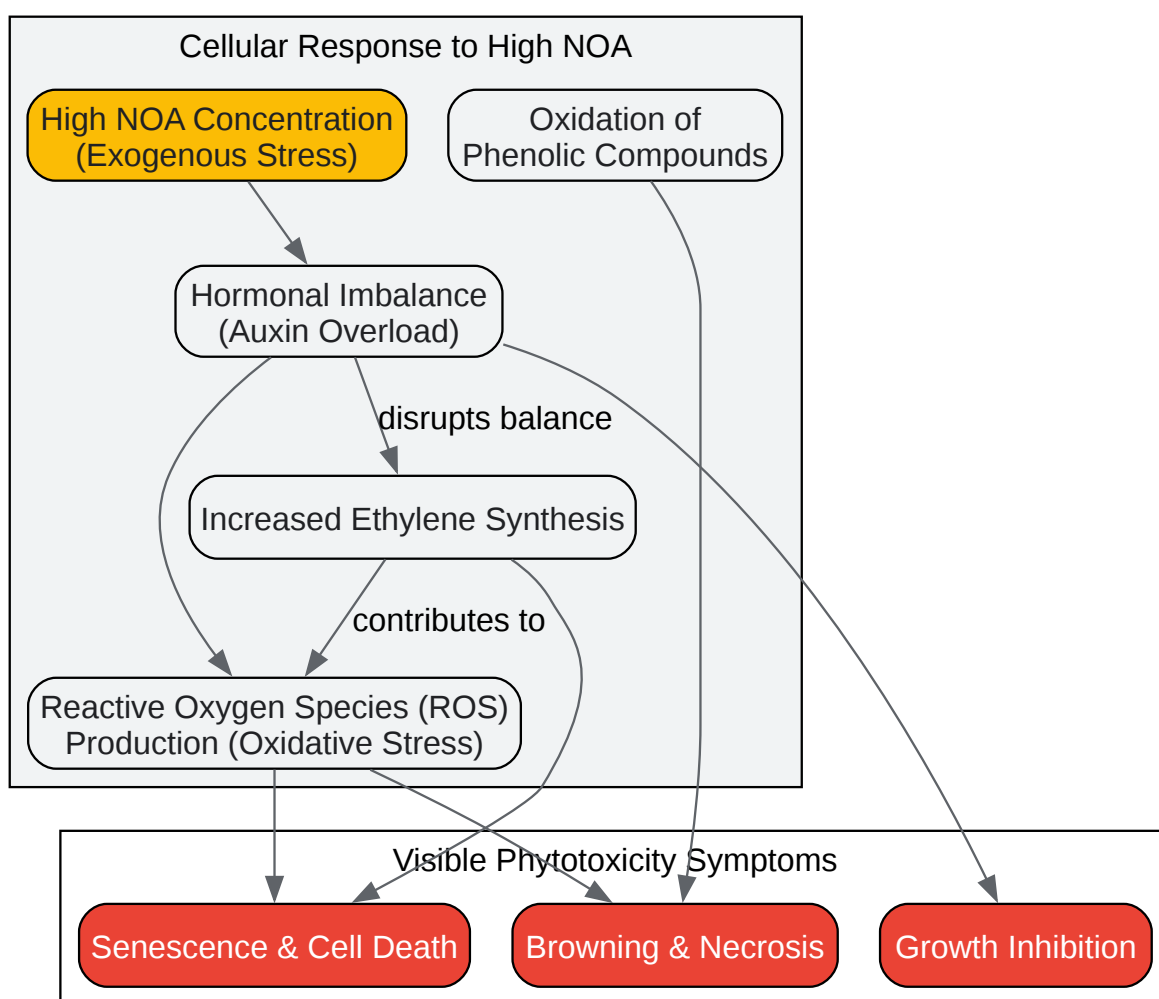 Cellular Response to High NOA
High NOA Concentration
(Exogenous Stress)
Oxidation of
Phenolic Compounds
Hormonal Imbalance
(Auxin Overload)
disrupts balance
Increased Ethylene Synthesis
contributes to
Reactive Oxygen Species (ROS)
Production (Oxidative Stress)
Visible Phytotoxicity Symptoms
Senescence & Cell Death
Browning & Necrosis
Growth Inhibition